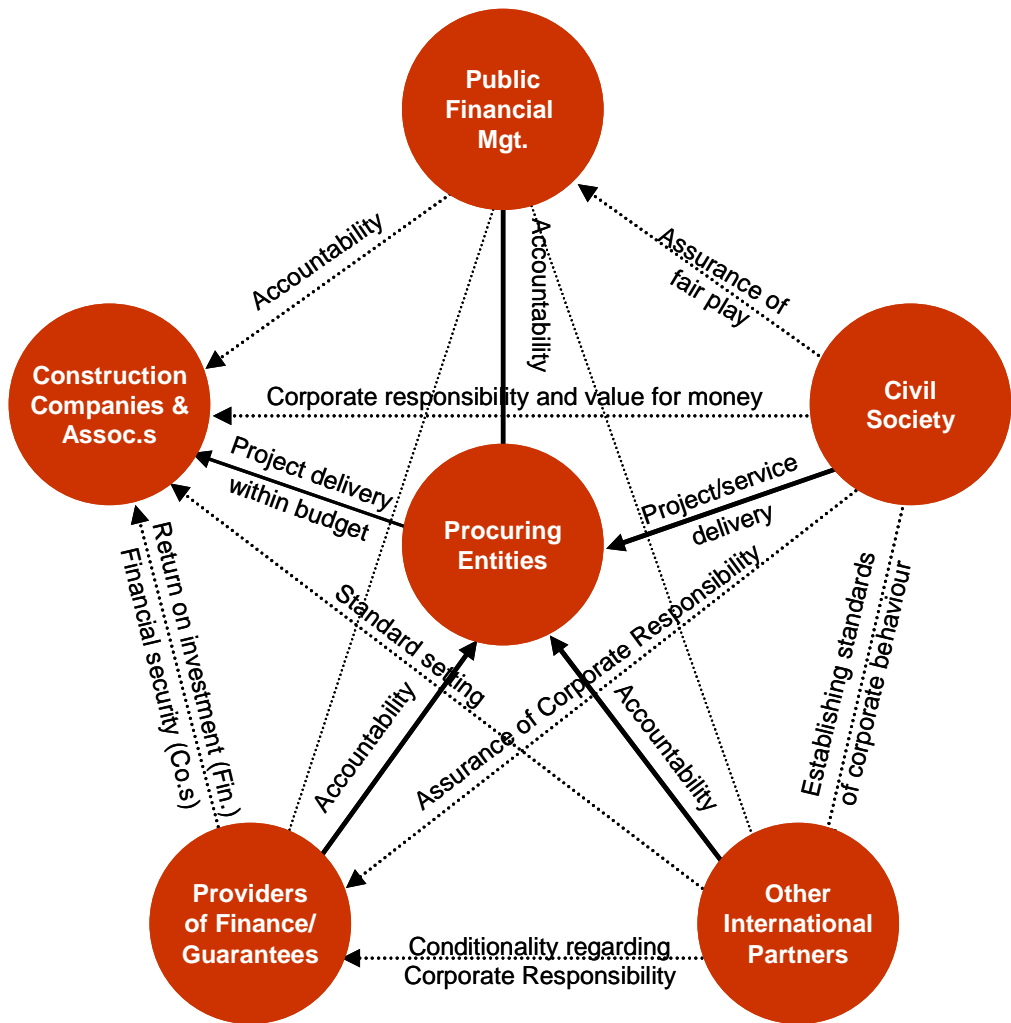 Public
Financial
Mgt.
Accountability
Accountability
Assurance of
fair play
Construction
Companies &
Assoc.s
Civil
Society
Corporate responsibility and value for money
Project delivery
within budget
Procuring
Entities
Project/service
delivery
Return on investment (Fin.)
Financial security (Co.s)
Standard setting
Accountability
Assurance of Corporate Responsibility
Accountability
Establishing standards
of corporate behaviour
Providers
of Finance/
Guarantees
Conditionality regarding
Corporate Responsibility
Other
International
Partners